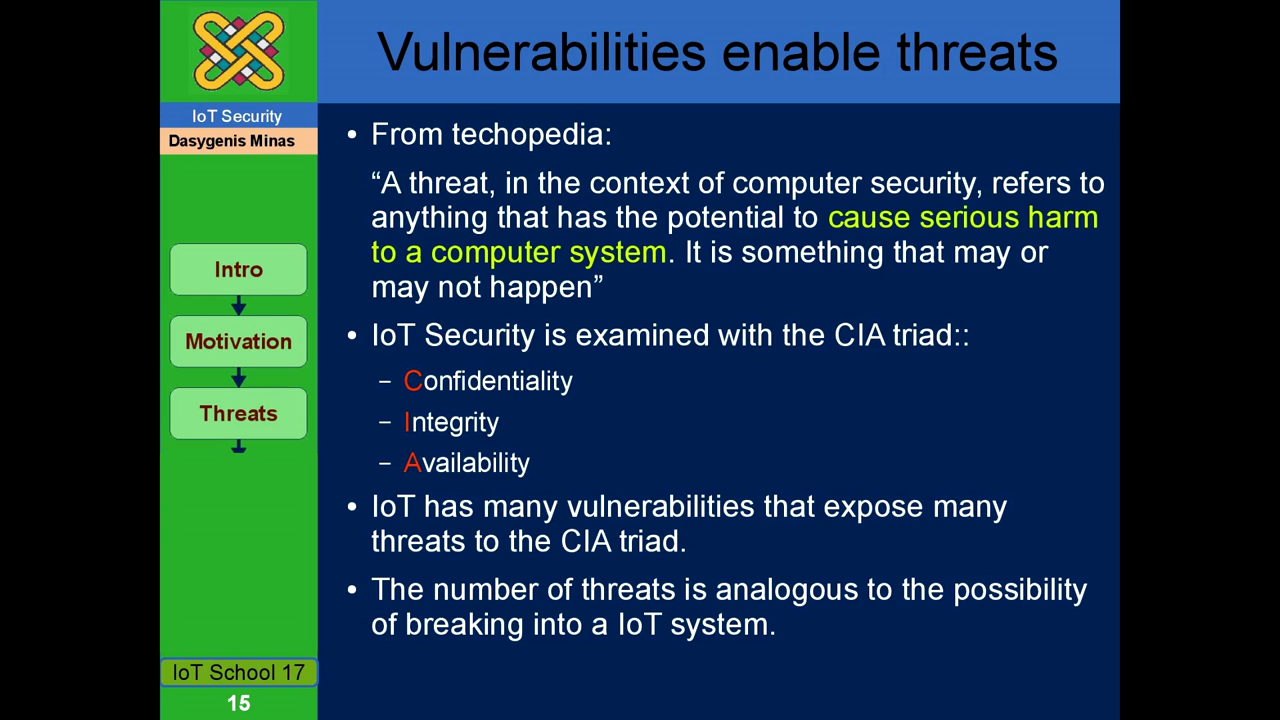 Vulnerabilities enable threats
IoT Security
Dasygenis Minas
Intro
Motivation
Threats
IoT School 17
15
• From techopedia:
“A threat, in the context of computer security, refers to
anything that has the potential to cause serious harm
to a computer system. It is something that may or
may not happen”
• IoT Security is examined with the CIA triad::
– Confidentiality
– Integrity
– Availability
• IoT has many vulnerabilities that expose many
threats to the CIA triad.
• The number of threats is analogous to the possibility
of breaking into a IoT system.